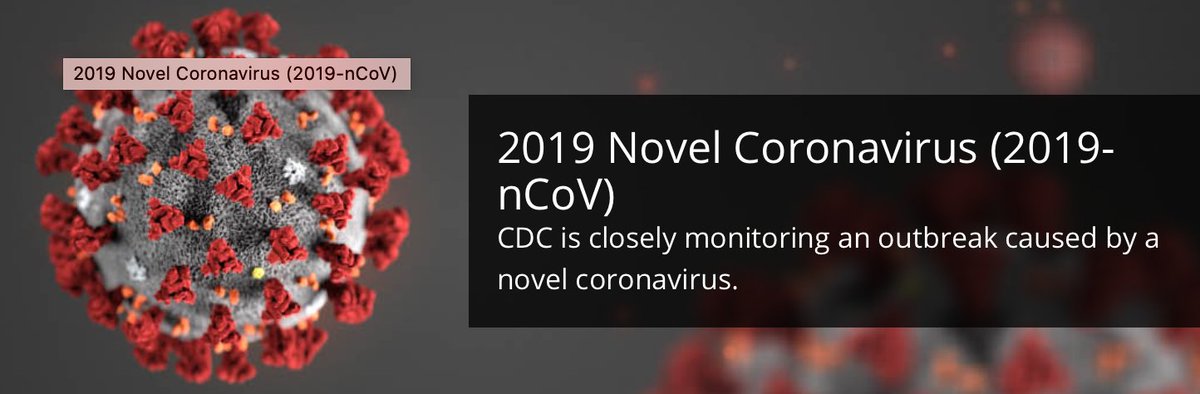 2019 Novel Coronavirus (2019-nCoV)
2019 Novel Coronavirus (2019-
nCoV)
CDC is closely monitoring an outbreak caused by a
novel coronavirus.